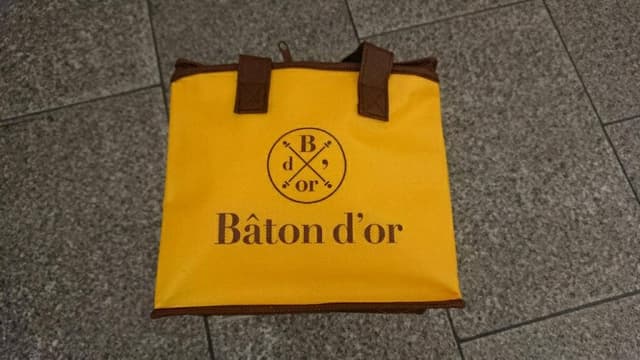 B
d ,
or
Bâton d'or